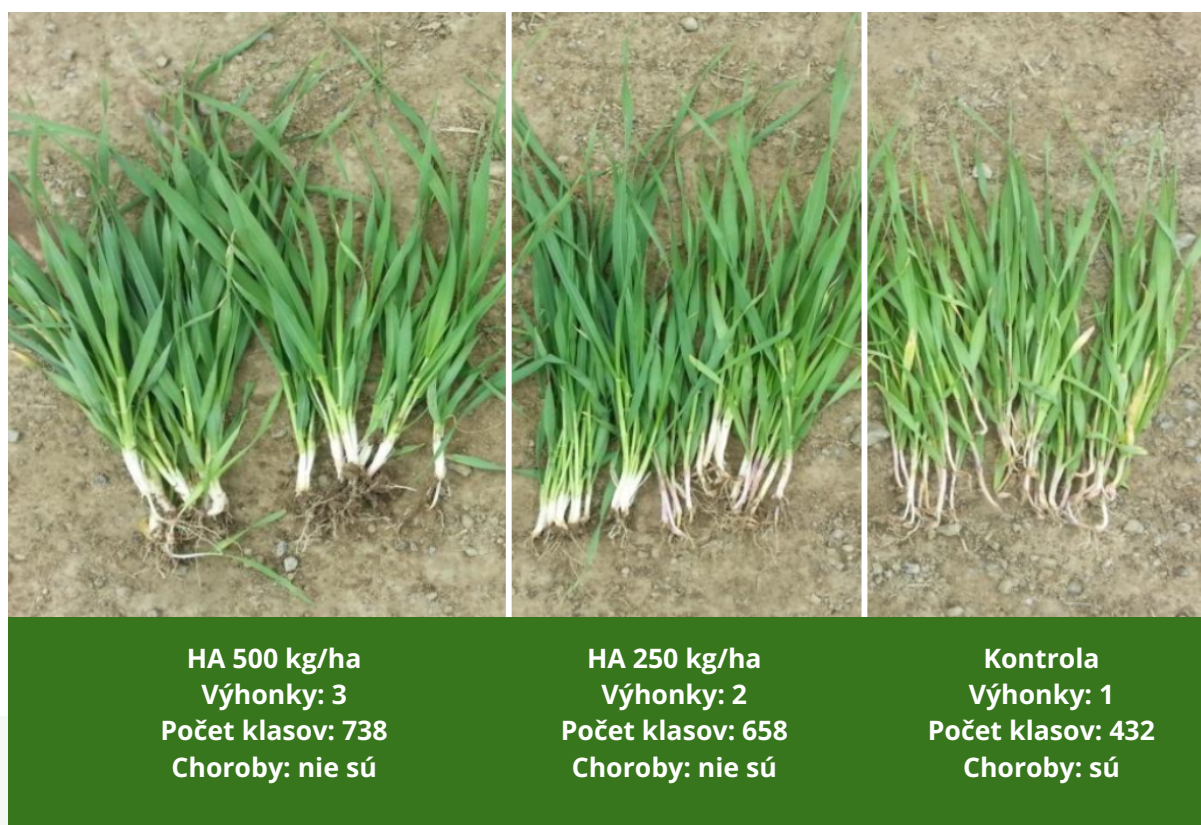 HA 500 kg/ha
Výhonky: 3
Počet klasov: 738
Choroby: nie sú
HA 250 kg/ha
Výhonky: 2
Počet klasov: 658
Choroby: nie sú
Kontrola
Výhonky: 1
Počet klasov: 432
Choroby: sú